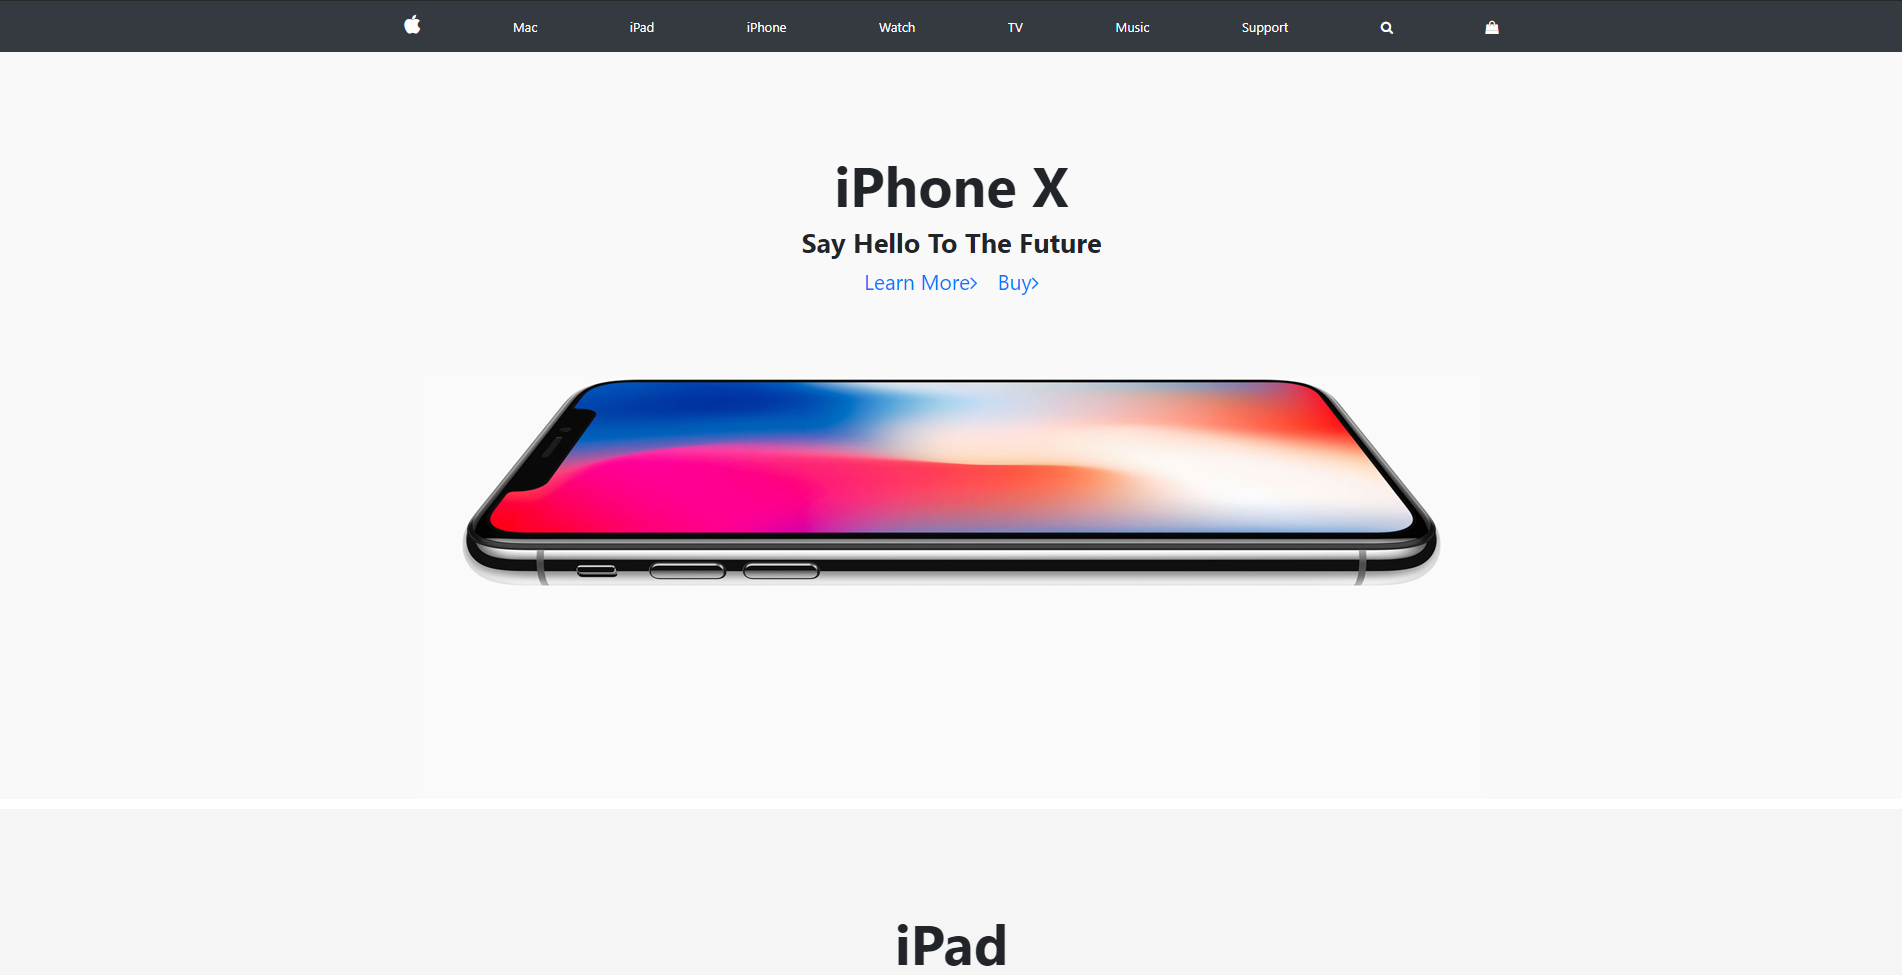 Mac iPad iPhone Watch TV Music Support
iPhone X
Say Hello To The Future
Learn More> Buy>
iPad